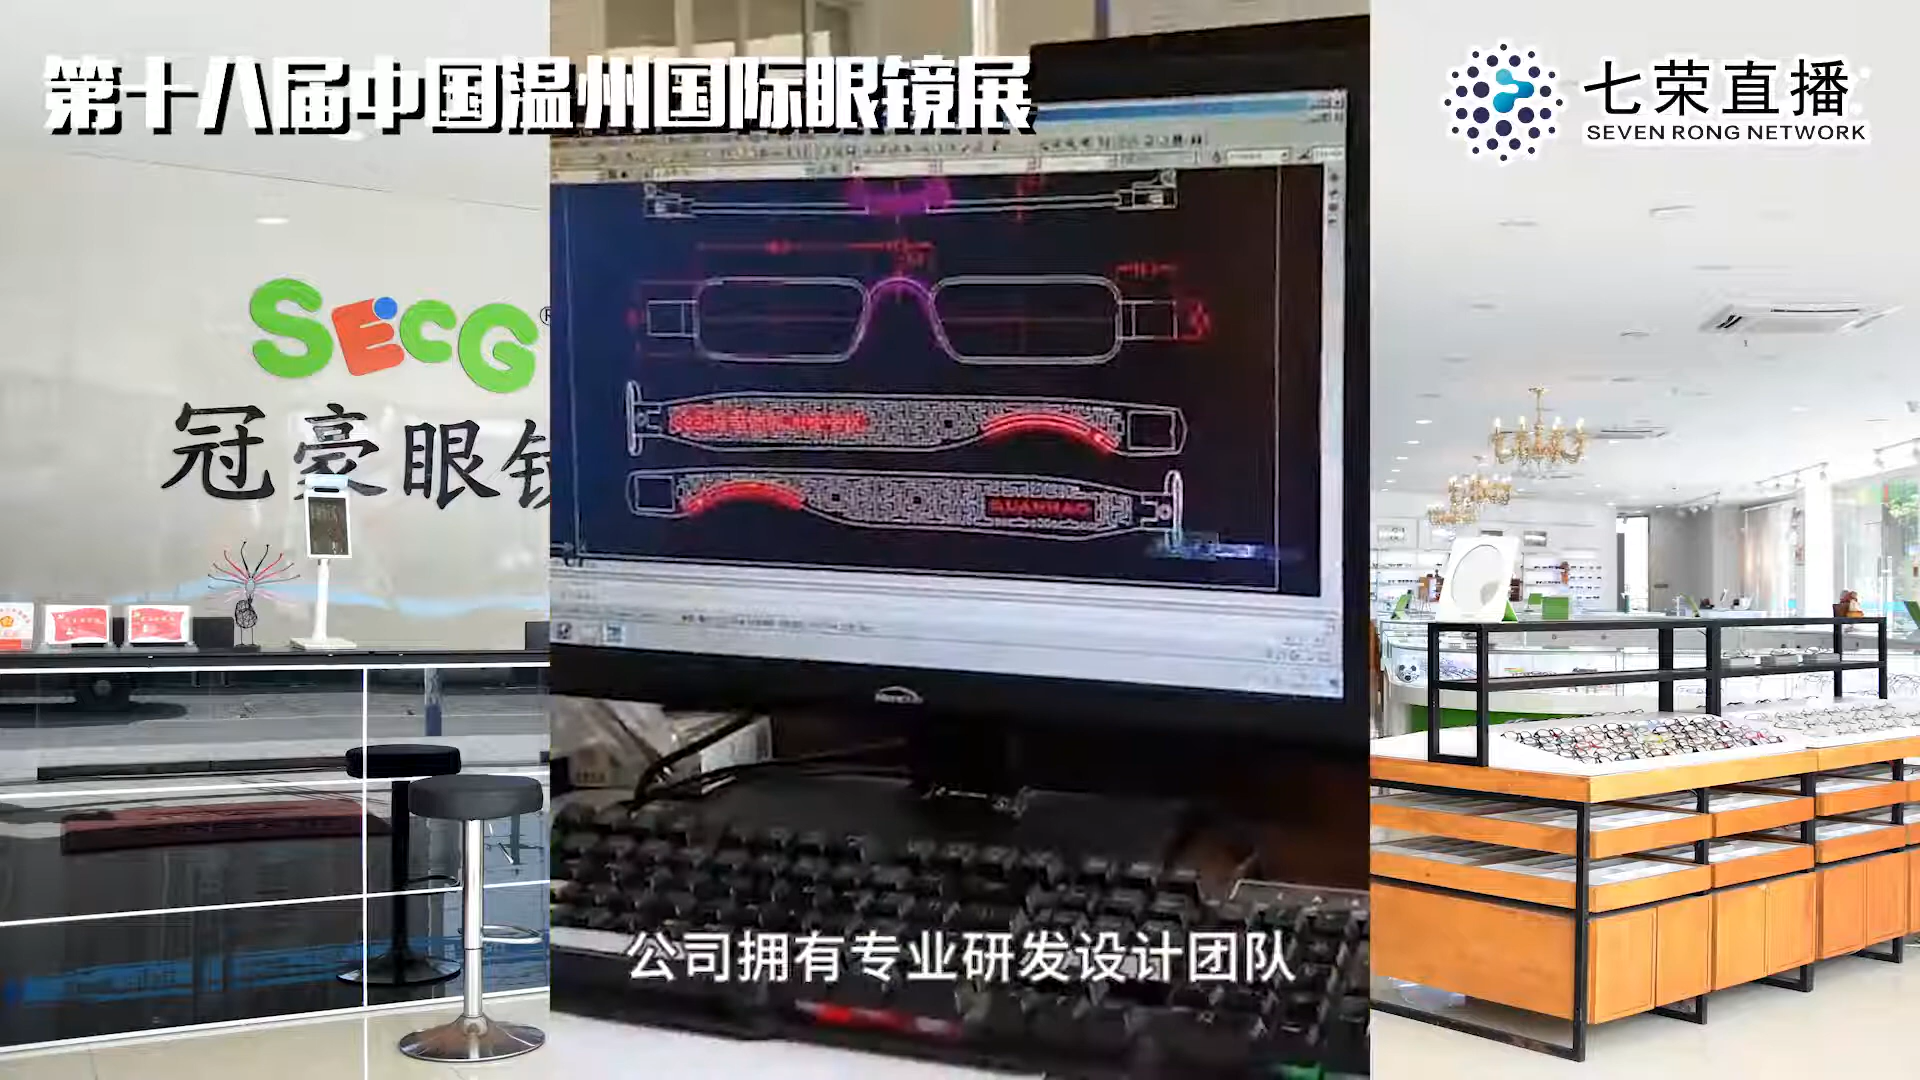 第十八届中国温州国际眼镜展
七荣直播
SEVEN RONG NETWORK
SECG®
冠豪眼镜
GUANHAO
公司拥有专业研发设计团队